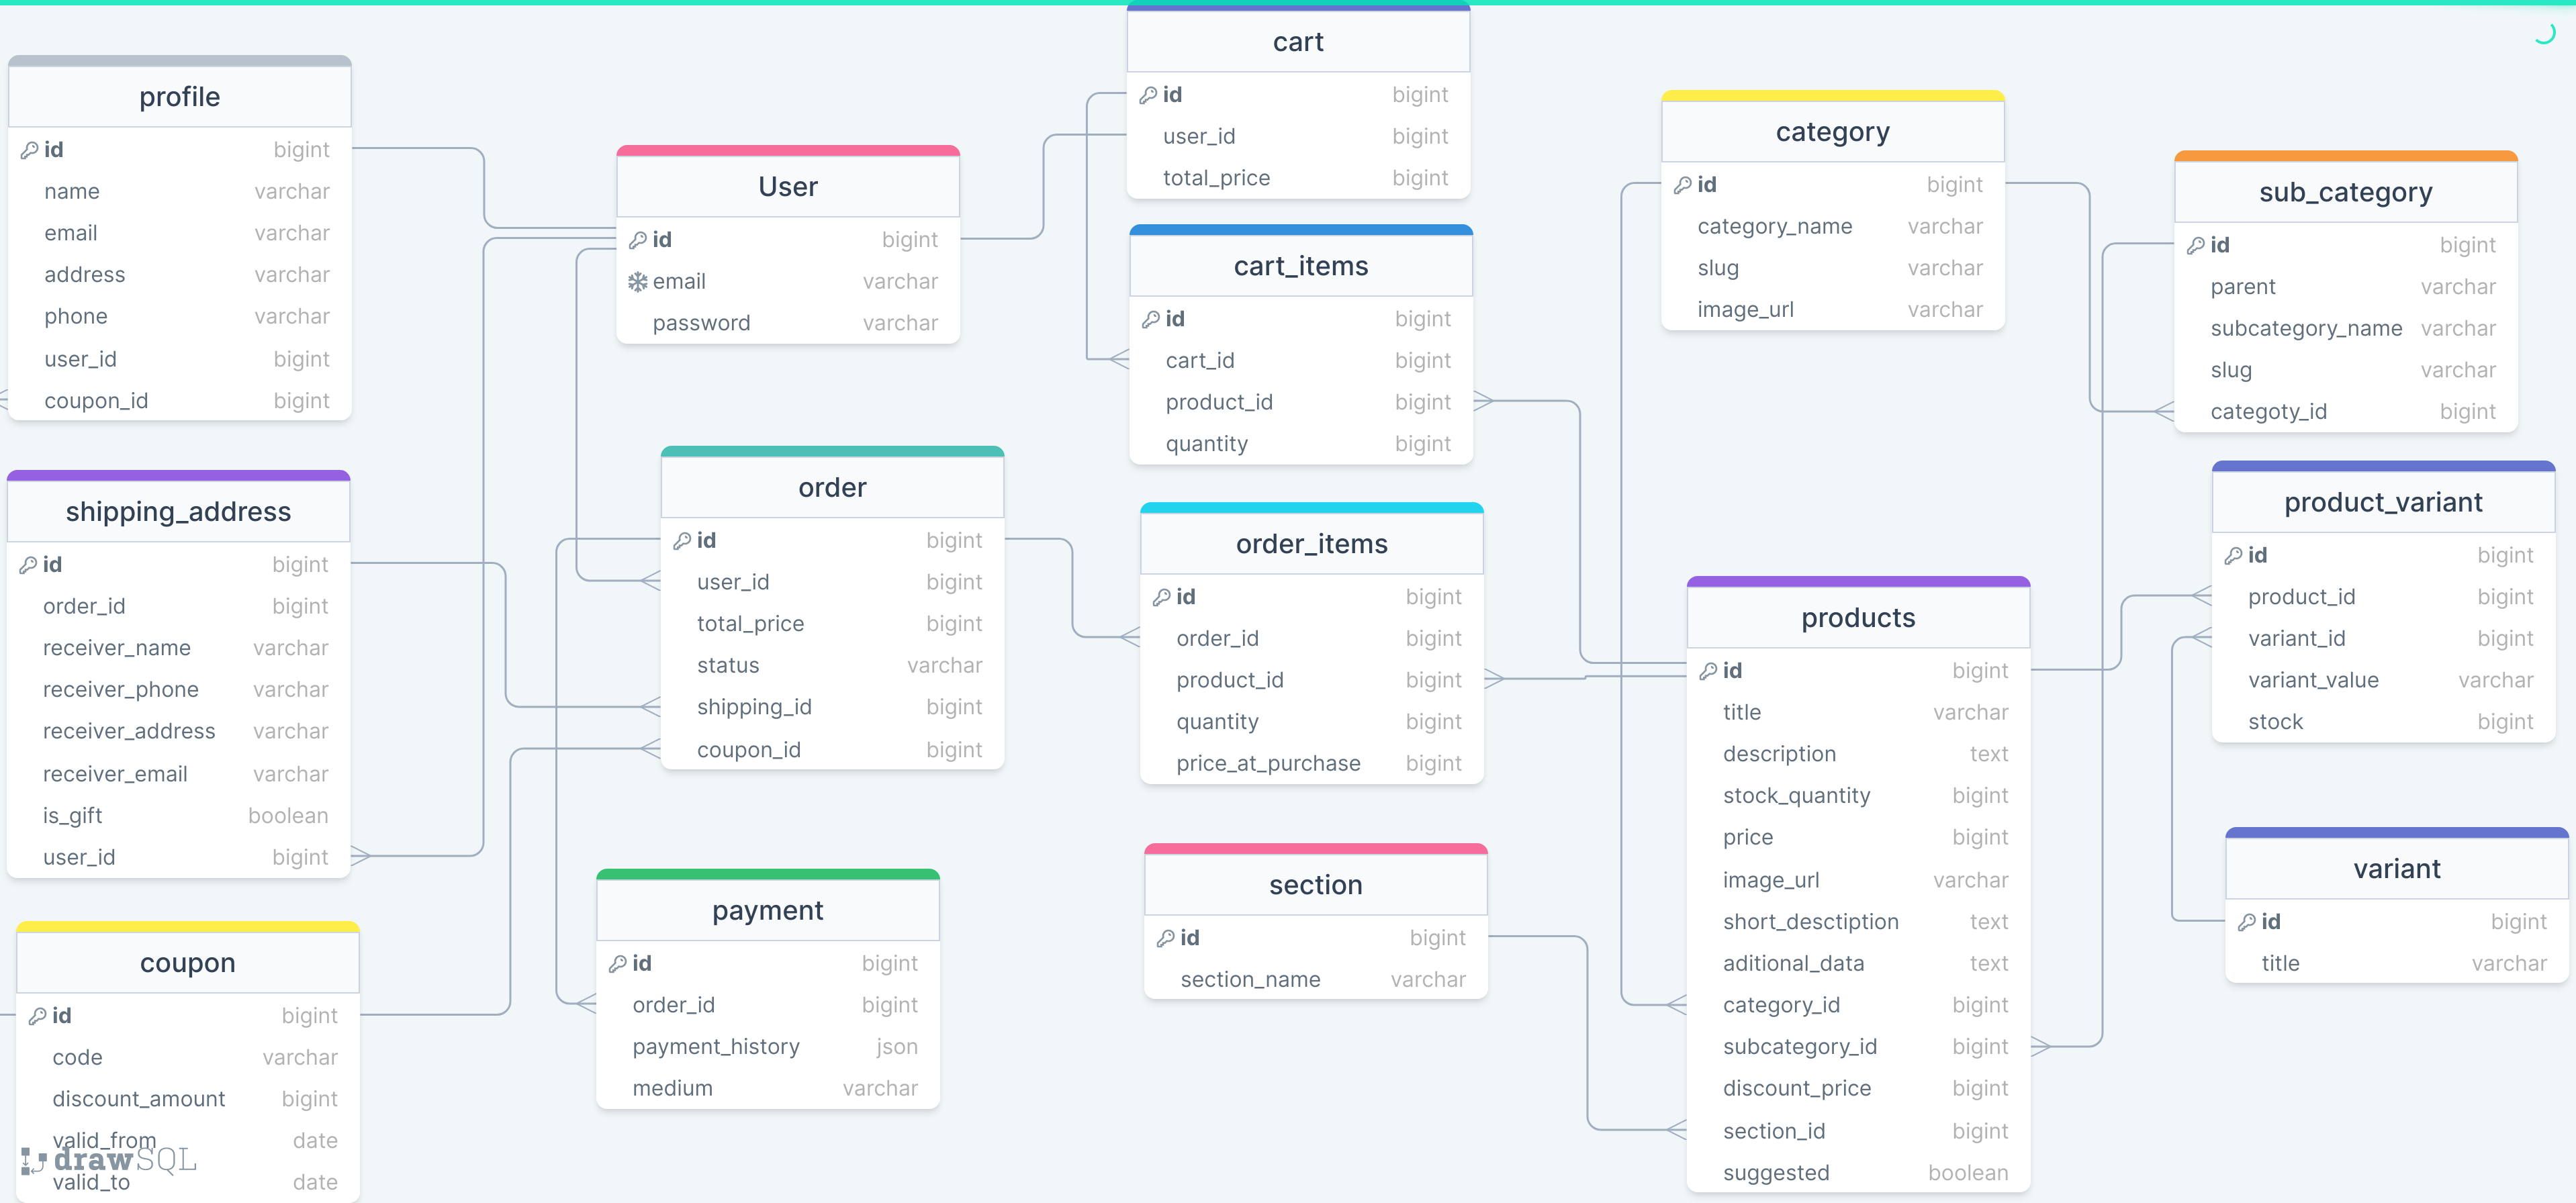 profile
id bigint
name varchar
email varchar
address varchar
phone varchar
user_id bigint
coupon_id bigint
shipping_address
id bigint
order_id bigint
receiver_name varchar
receiver_phone varchar
receiver_address varchar
receiver_email varchar
is_gift boolean
user_id bigint
coupon
id bigint
code varchar
discount_amount bigint
valid_from date
drawSQL
valid_to date
User
id bigint
email varchar
password varchar
order
id bigint
user_id bigint
total_price bigint
status varchar
shipping_id bigint
coupon_id bigint
payment
id bigint
order_id bigint
payment_history json
medium varchar
cart
id bigint
user_id bigint
total_price bigint
cart_items
id bigint
cart_id bigint
product_id bigint
quantity bigint
order_items
id bigint
order_id bigint
product_id bigint
quantity bigint
price_at_purchase bigint
section
id bigint
section_name varchar
category
id bigint
category_name varchar
slug varchar
image_url varchar
products
id bigint
title varchar
description text
stock_quantity bigint
price bigint
image_url varchar
short_desctiption text
aditional_data text
category_id bigint
subcategory_id bigint
discount_price bigint
section_id bigint
suggested boolean
sub_category
id bigint
parent varchar
subcategory_name varchar
slug varchar
categoty_id bigint
product_variant
id bigint
product_id bigint
variant_id bigint
variant_value varchar
stock bigint
variant
id bigint
title varchar